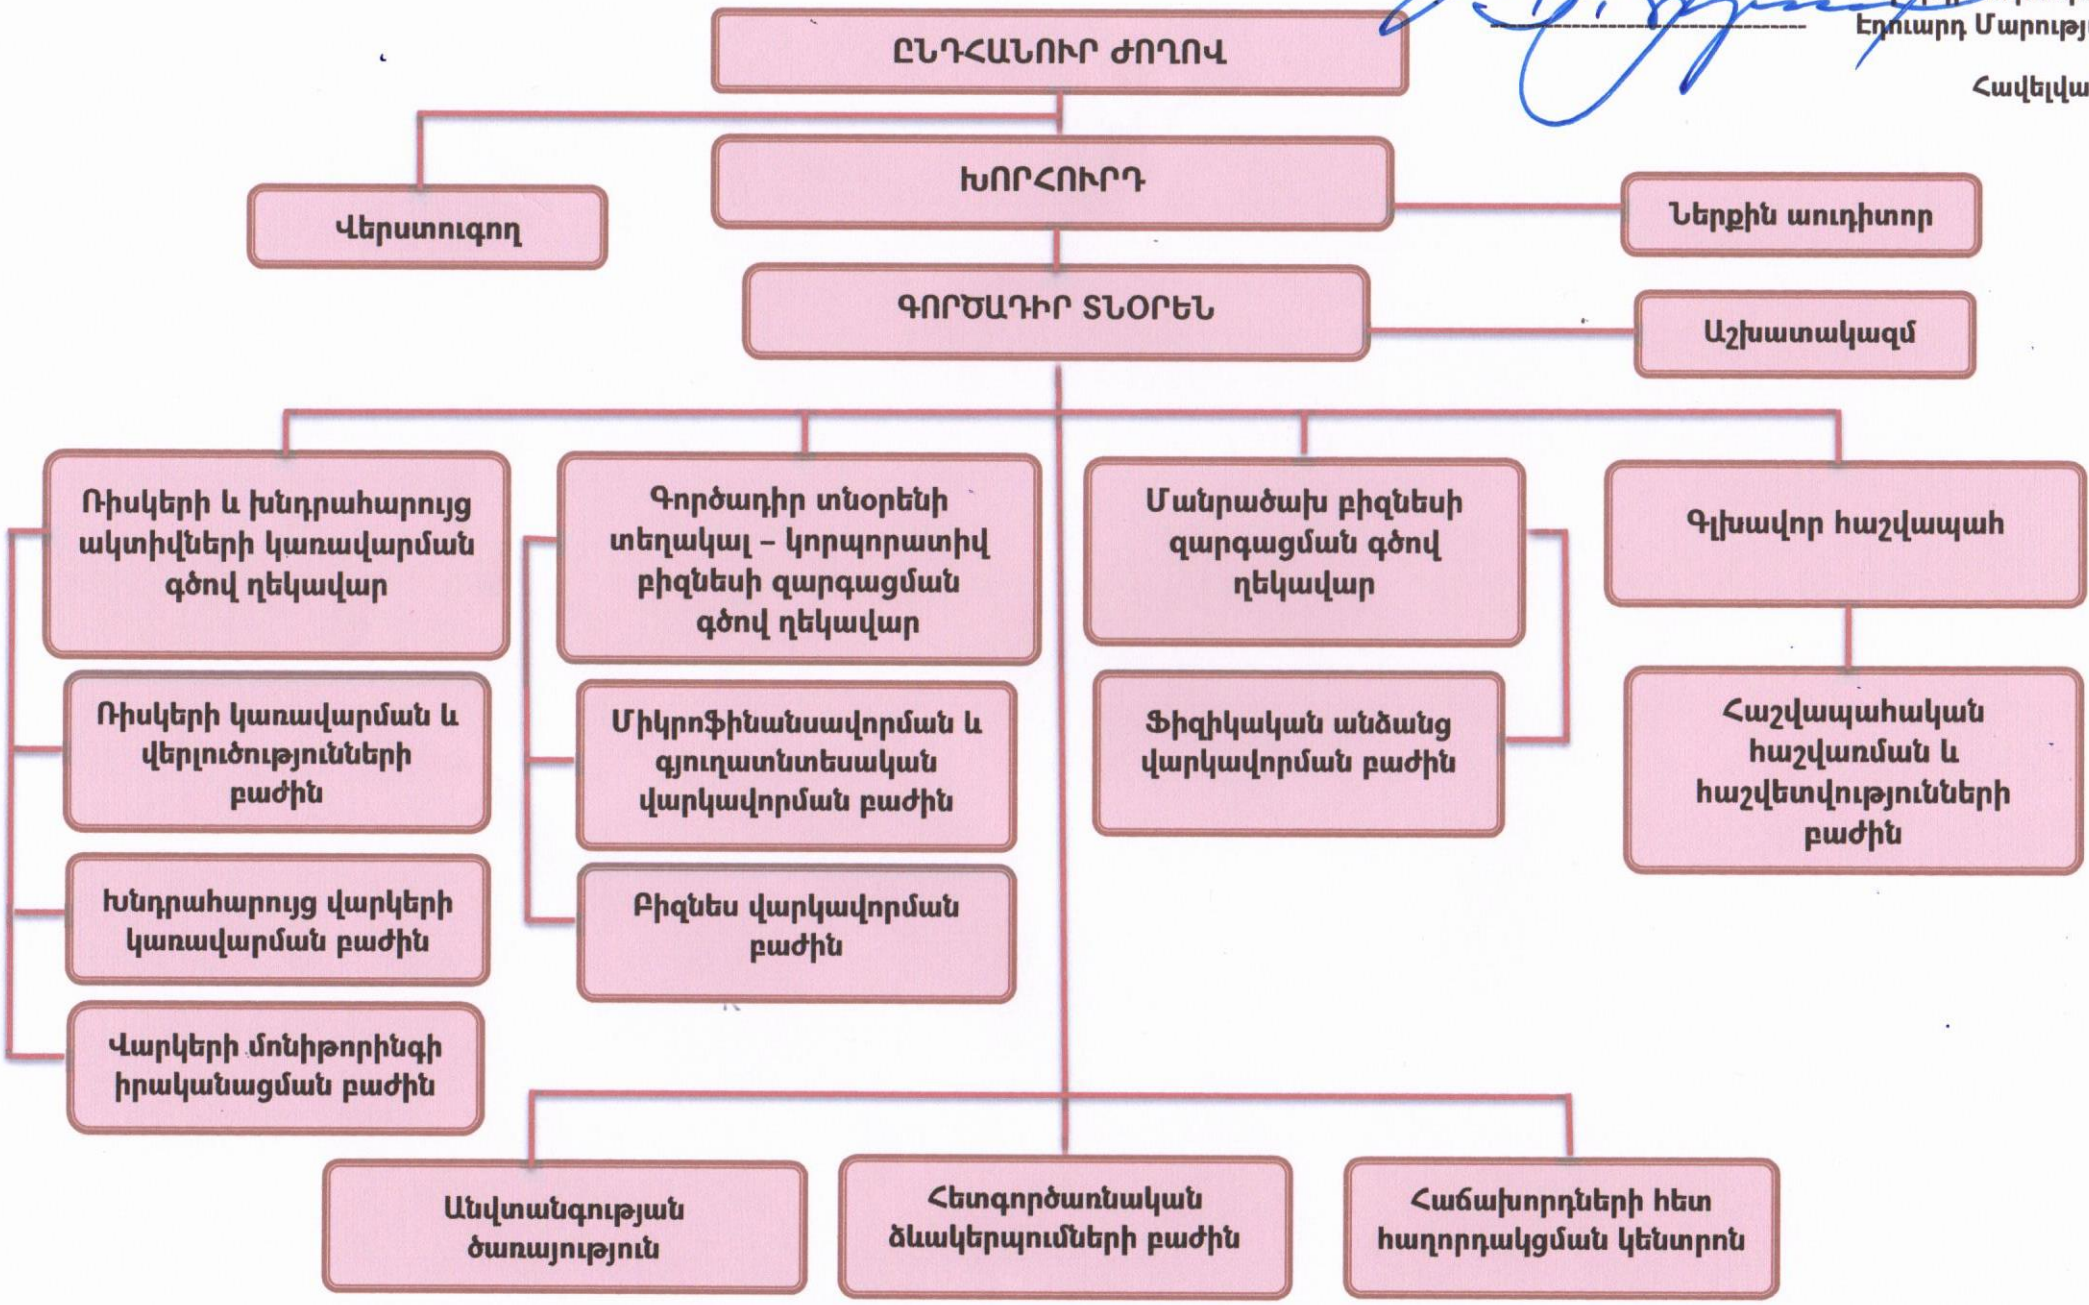 ԸՆԴՀԱՆՈՒՐ ԺՈՂՈՎ
Էդուարդ
ԽՈՐՀՈՒՐԴ
Վերստուգող
Ներքին աուդիտոր
ԳՈՐԾԱԴԻՐ ՏՆՕՐԵՆ
Աշխատակազմ
Ռիսկերի և խնդրահարույց
ակտիվների կառավարման
գծով ղեկավար
Գործադիր տնօրենի
տեղակալ – կորպորատիվ
բիզնեսի զարգացման
գծով ղեկավար
Մանրածախ բիզնեսի
զարգացման գծով
ղեկավար
Գլխավոր հաշվապահ
Ռիսկերի կառավարման և
վերլուծությունների
բաժին
Միկրոֆինանսավորման և
գյուղատնտեսական
վարկավորման բաժին
Ֆիզիկական անձանց
վարկավորման բաժին
Հաշվապահական
հաշվառման և
հաշվետվությունների
բաժին
Խնդրահարույց վարկերի
կառավարման բաժին
Բիզնես վարկավորման
բաժին
Վարկերի մոնիթորինգի
իրականացման բաժին
Անվտանգության
ծառայություն
Հետգործառնական
ձևակերպումների բաժին
Հաճախորդների հետ
հաղորդակցման կենտրոն